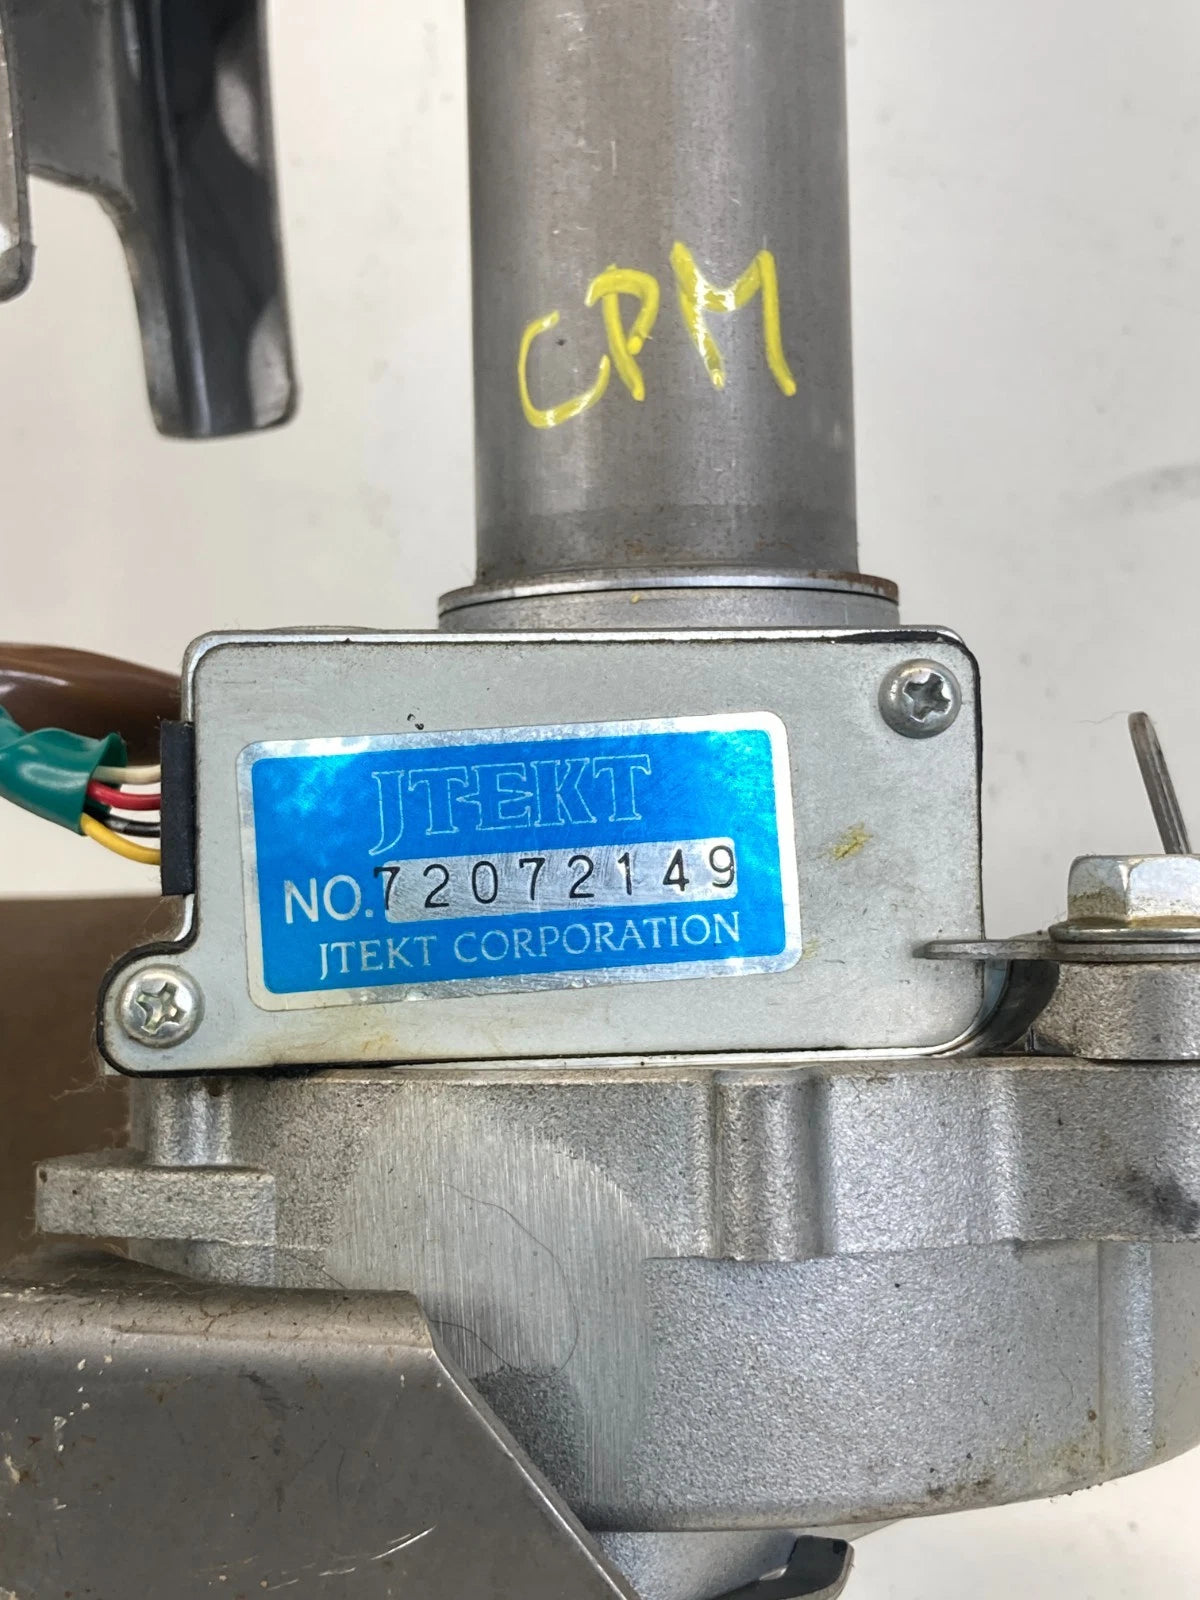 CPM
JTEKT
NO.72072149
JTEKT CORPORATION